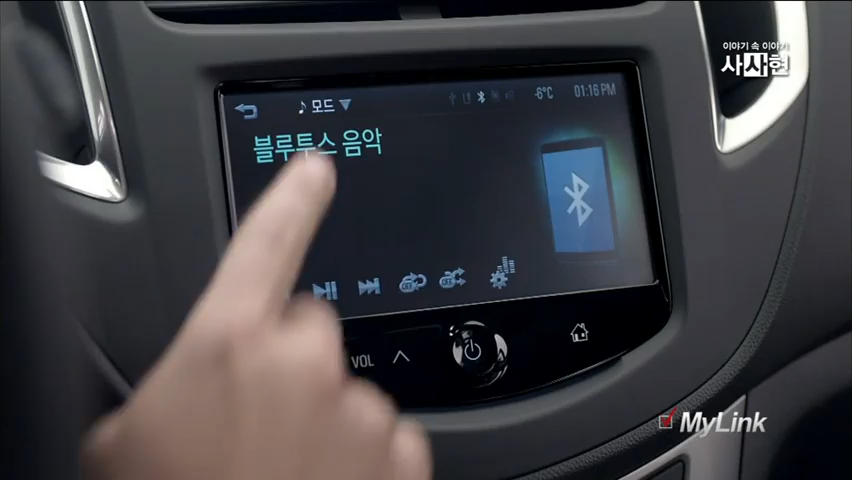 이야기 속 이야기
사사현
모드
-6°C
01:16 PM
블루투스 음악
VOL
MyLink